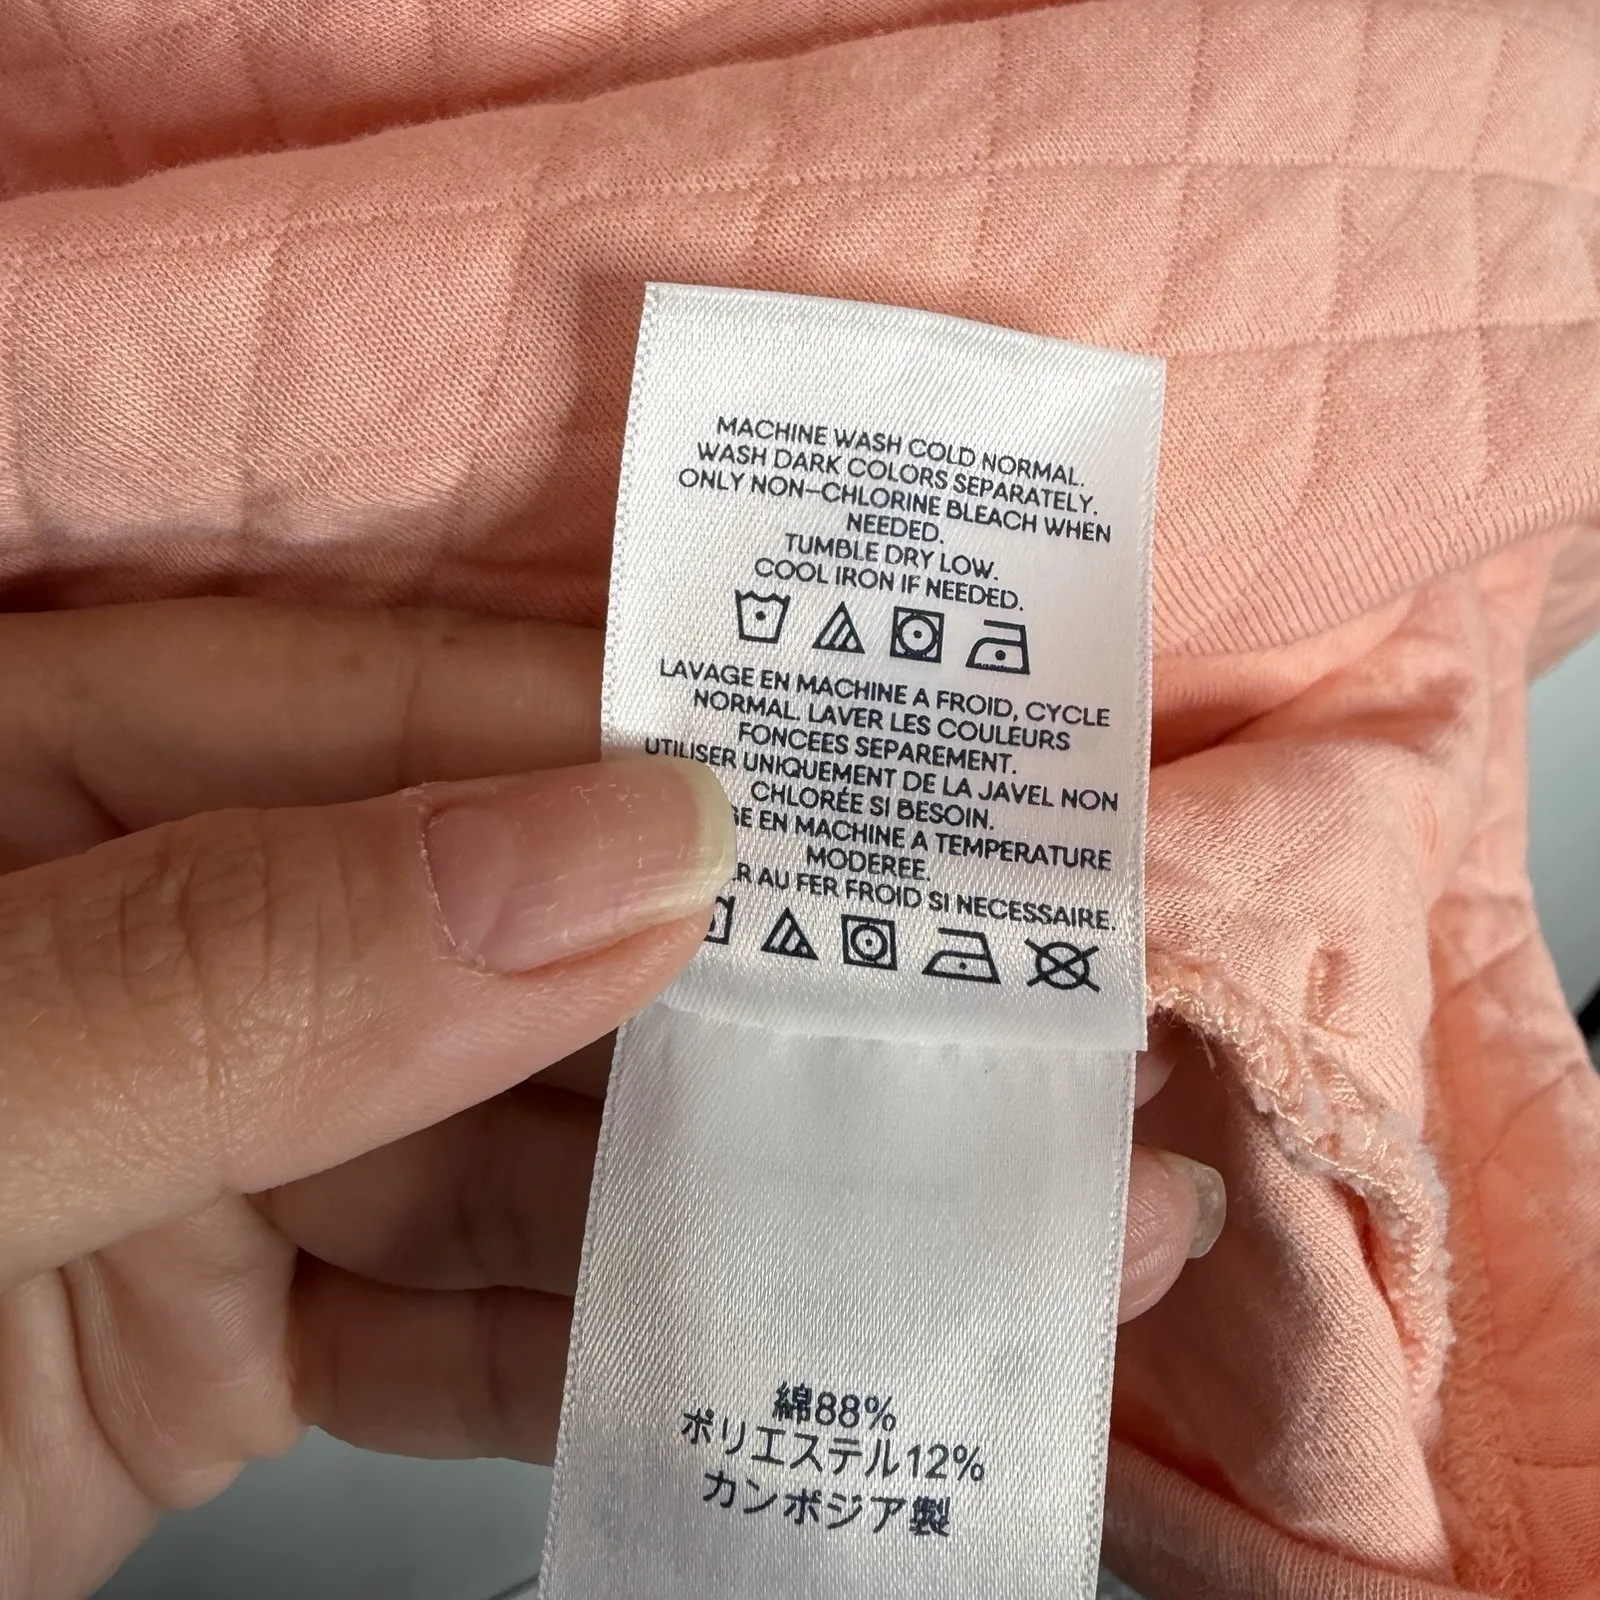 MACHINE WASH COLD NORMAL.
WASH DARK COLORS SEPARATELY.
ONLY NON-CHLORINE BLEACH WHEN
NEEDED.
TUMBLE DRY LOW.
COOL IRON IF NEEDED.
LAVAGE EN MACHINE A FROID, CYCLE
NORMAL. LAVER LES COULEURS
FONCEES SEPAREMENT.
UTILISER UNIQUEMENT DE LA JAVEL NON
CHLORÉE SI BESOIN.
EN MACHINE A TEMPERATURE
MODEREE.
AU FER FROID SI NECESSAIRE.
綿88%
ポリエステル12%
カンボジア製